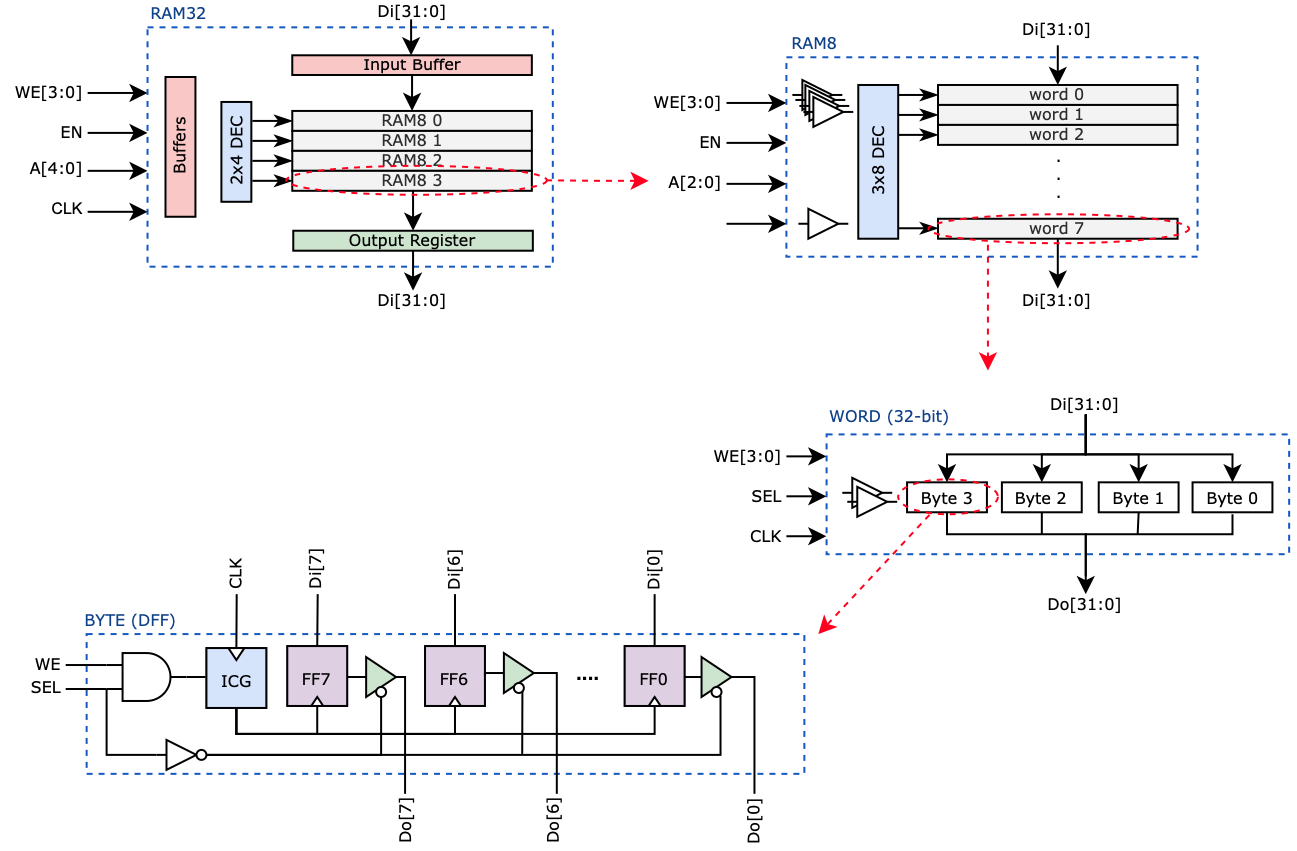 RAM32
Di[31:0]
Input Buffer
WE[3:0]
EN
A[4:0]
CLK
Buffers
2x4 DEC
RAM8 0
RAM8 1
RAM8 2
RAM8 3
Output Register
Di[31:0]
RAM8
Di[31:0]
WE[3:0]
EN
A[2:0]
3x8 DEC
word 0
word 1
word 2
.
.
.
word 7
Di[31:0]
WORD (32-bit)
Di[31:0]
WE[3:0]
SEL
CLK
Byte 3
Byte 2
Byte 1
Byte 0
Do[31:0]
BYTE (DFF)
CLK
Di[7]
Di[6]
Di[0]
WE
SEL
ICG
FF7
FF6
....
FF0
Do[7]
Do[6]
Do[0]